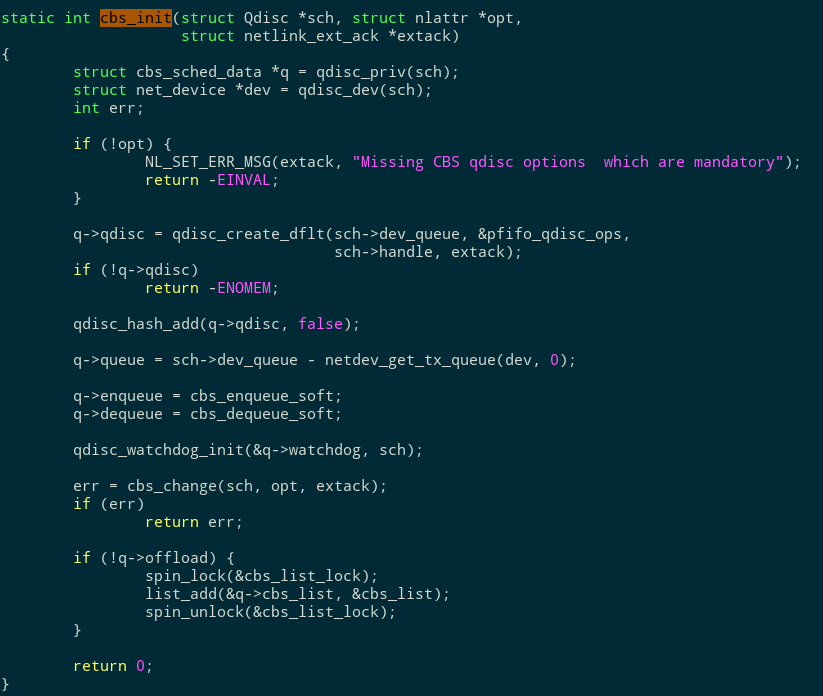 static int cbs_init(struct Qdisc *sch, struct nlattr *opt,
                    struct netlink_ext_ack *extack)
{
        struct cbs_sched_data *q = qdisc_priv(sch);
        struct net_device *dev = qdisc_dev(sch);
        int err;

        if (!opt) {
                NL_SET_ERR_MSG(extack, "Missing CBS qdisc options  which are mandatory");
                return -EINVAL;
        }

        q->qdisc = qdisc_create_dflt(sch->dev_queue, &pfifo_qdisc_ops,
                                     sch->handle, extack);
        if (!q->qdisc)
                return -ENOMEM;

        qdisc_hash_add(q->qdisc, false);

        q->queue = sch->dev_queue - netdev_get_tx_queue(dev, 0);

        q->enqueue = cbs_enqueue_soft;
        q->dequeue = cbs_dequeue_soft;

        qdisc_watchdog_init(&q->watchdog, sch);

        err = cbs_change(sch, opt, extack);
        if (err)
                return err;

        if (!q->offload) {
                spin_lock(&cbs_list_lock);
                list_add(&q->cbs_list, &cbs_list);
                spin_unlock(&cbs_list_lock);
        }

        return 0;
}